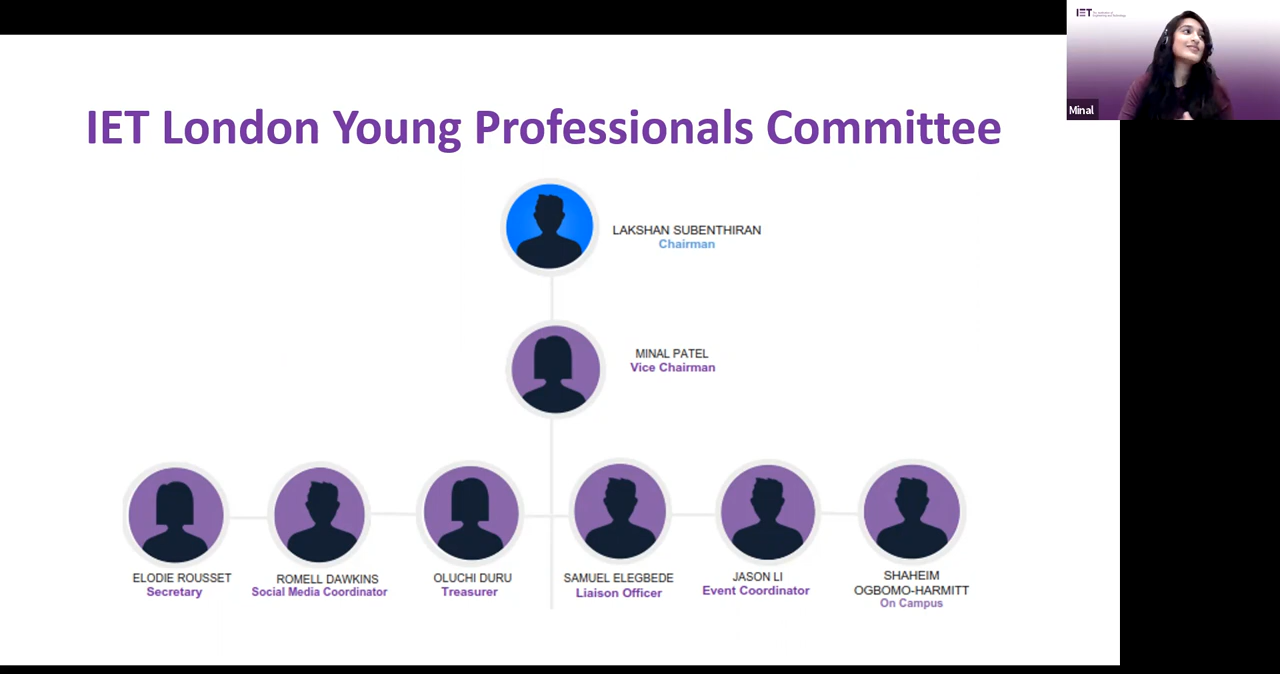 IET
Minal
IET London Young Professionals Committee
LAKSHAN SUBENTHIRAN
Chairman
MINAL PATEL
Vice Chairman
ELODIE ROUSSET
Secretary
ROMELL DAWKINS
Social Media Coordinator
OLUCHI DURU
Treasurer
SAMUEL ELEGBEDE
Liaison Officer
JASON LI
Event Coordinator
SHAHEIM
OGBOMO-HARMITT
On Campus